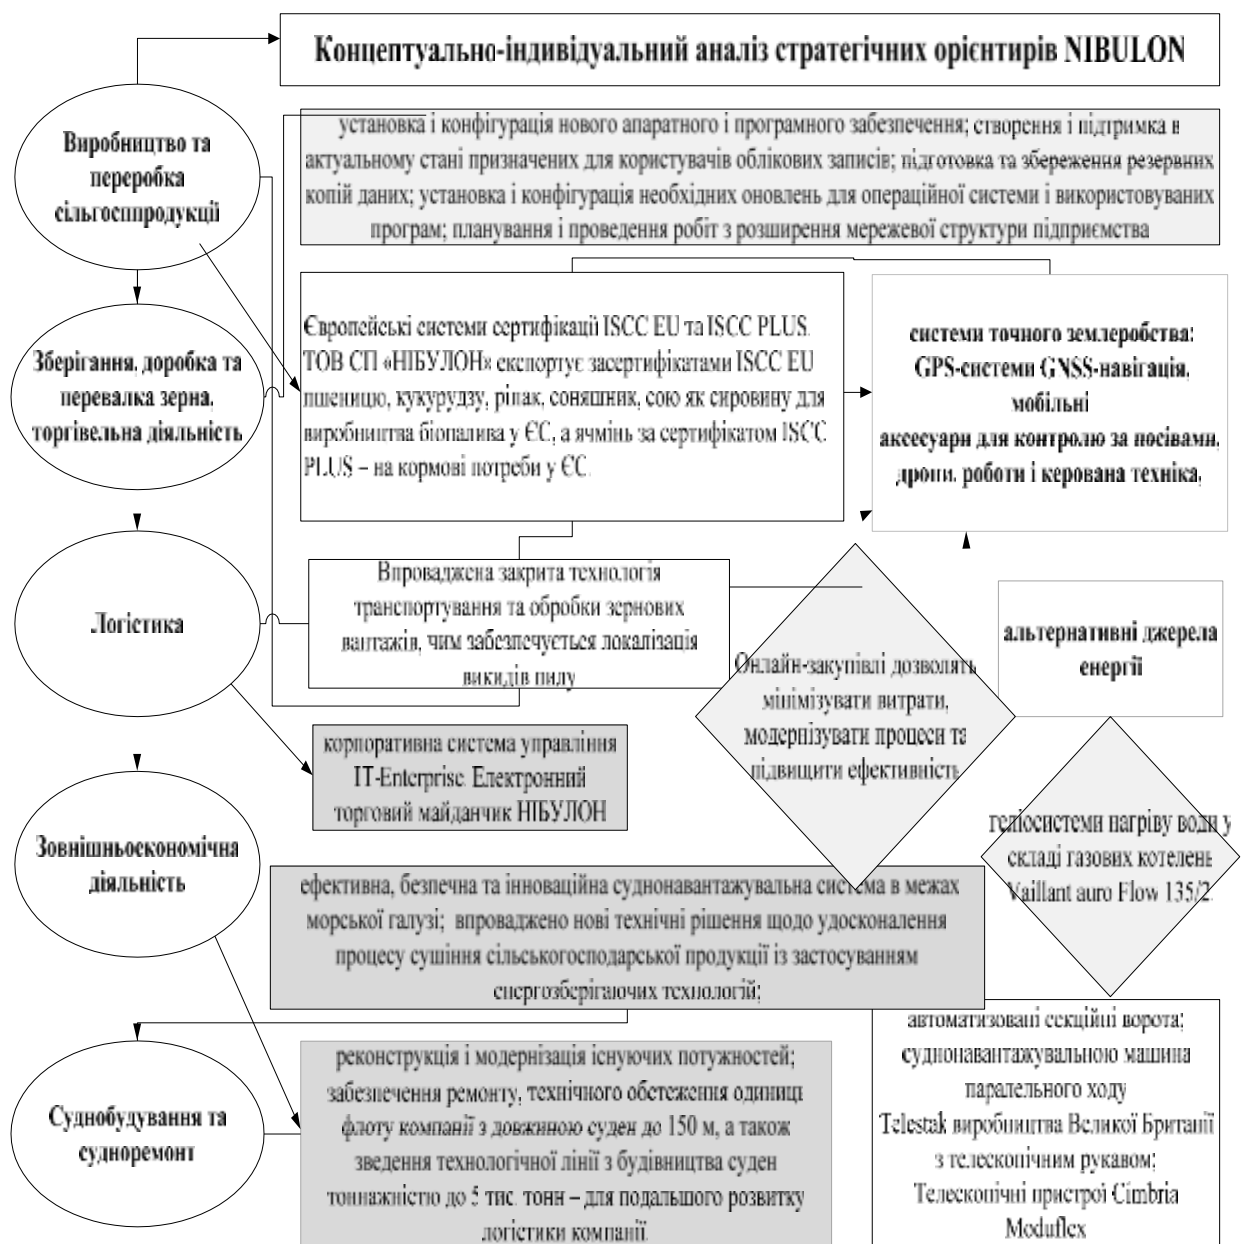 Концептуально-індивідуальний аналіз стратегічних орієнтирів NIBULON
Виробництво та
переробка
сільгосппродукції
установка і конфігурація нового апаратного і програмного забезпечення; створення і підтримка в
актуальному стані призначених для користувачів облікових записів; підготовка та збереження резервних
копій даних; установка і конфігурація необхідних оновлень для операційної системи і використовуваних
програм; планування і проведення робіт з розширення мережевої структури підприємства
Зберігання, доробка та
перевалка зерна,
торгівельна діяльність
Європейські системи сертифікації ISCC EU та ISCC PLUS.
ТОВ СП «НІБУЛОН» експортує засертифікатами ISCC EU
пшеницю, кукурудзу, ріпак, соняшник, сою як сировину для
виробництва біопалива у ЄС, а ячмінь за сертифікатом ISCC
PLUS – на кормові потреби у ЄС.
системи точного землеробства:
GPS-системи GNSS-навігація,
мобільні
аксесуари для контролю за посівами,
дрони, роботи і керована техніка,
Логістика
Впроваджена закрита технологія
транспортування та обробки зернових
вантажів, чим забезпечується локалізація
викидів пилу
Онлайн-закупівлі дозволять
мінімізувати витрати,
модернізувати процеси та
підвищити ефективність
альтернативні джерела
енергії
корпоративна система управління
IT-Enterprise. Електронний
торговий майданчик НІБУЛОН
геліосистеми нагріву води у
складі газових котелень
Vaillant auro Flow 135/2
Зовнішньоекономічна
діяльність
ефективна, безпечна та інноваційна суднонавантажувальна система в межах
морської галузі; впроваджено нові технічні рішення щодо удосконалення
процесу сушіння сільськогосподарської продукції із застосуванням
енергозберігаючих технологій;
Суднобудування та
судноремонт
реконструкція і модернізація існуючих потужностей;
забезпечення ремонту, технічного обстеження одиниць
флоту компанії з довжиною суден до 150 м, а також
зведення технологічної лінії з будівництва суден
тоннажністю до 5 тис. тонн – для подальшого розвитку
логістики компанії.
автоматизовані секційні ворота;
суднонавантажувальною машина
паралельного ходу
Telestak виробництва Великої Британії
з телескопічним рукавом;
Телескопічні пристрої Cimbria
Moduflex